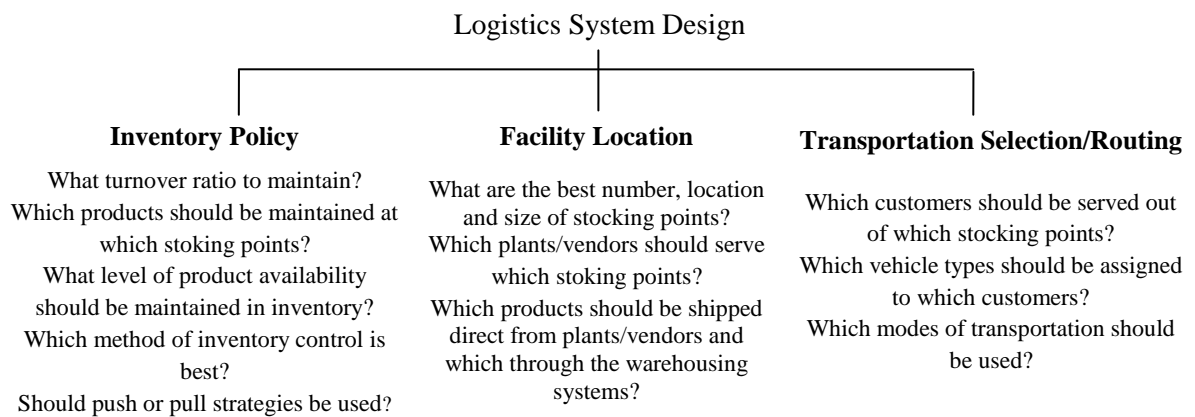 Logistics System Design
Inventory Policy
What turnover ratio to maintain?
Which products should be maintained at
which stoking points?
What level of product availability
should be maintained in inventory?
Which method of inventory control is
best?
Should push or pull strategies be used?
Facility Location
What are the best number, location
and size of stocking points?
Which plants/vendors should serve
which stoking points?
Which products should be shipped
direct from plants/vendors and
which through the warehousing
systems?
Transportation Selection/Routing
Which customers should be served out
of which stocking points?
Which vehicle types should be assigned
to which customers?
Which modes of transportation should
be used?